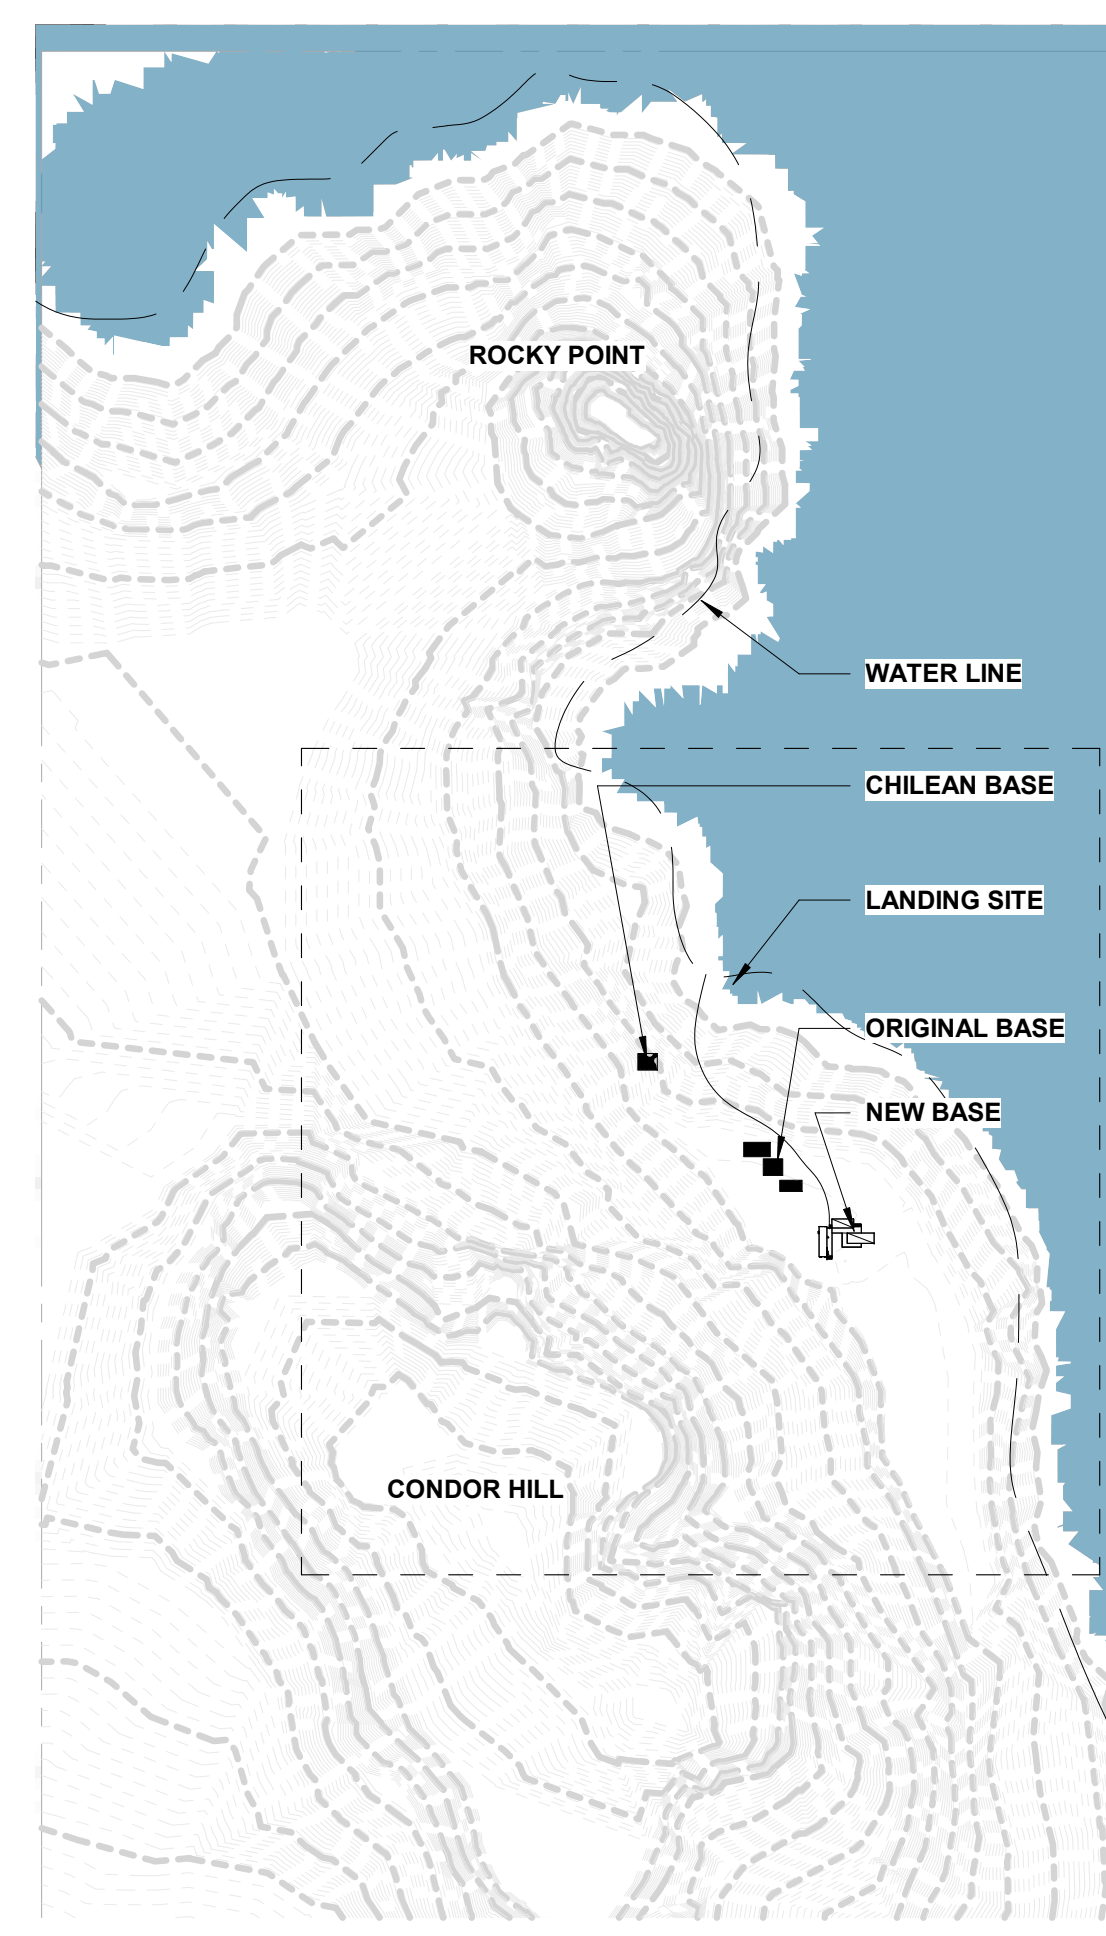 ROCKY POINT
WATER LINE
CHILEAN BASE
LANDING SITE
ORIGINAL BASE
NEW BASE
CONDOR HILL